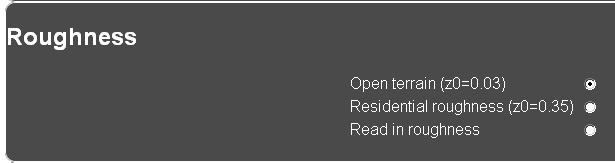 Roughness
Open terrain (z0=0.03)
Residential roughness (z0=0.35)
Read in roughness